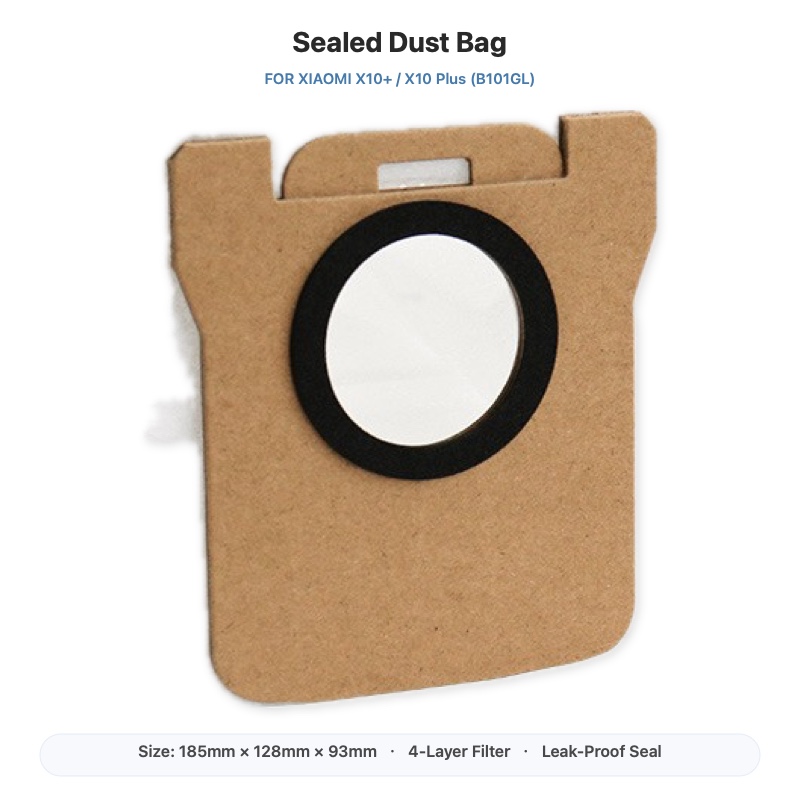 Sealed Dust Bag
FOR XIAOMI X10+ / X10 Plus (B101GL)
Size: 185mm × 128mm × 93mm · 4-Layer Filter · Leak-Proof Seal